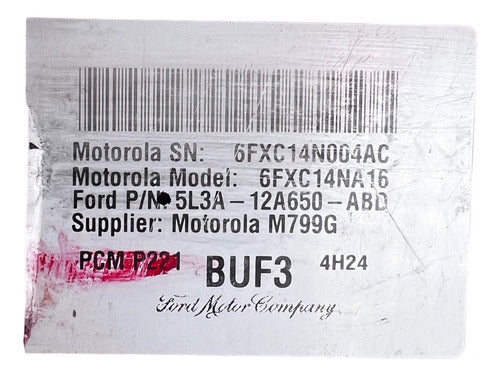 Motorola SN: 6FXC14N004AC
Motorola Model: 6FXC14NA16
Ford P/N: 5L3A-12A650-ABD
Supplier: Motorola M799G
PCM P221 BUF3 4H24
Ford Motor Company,